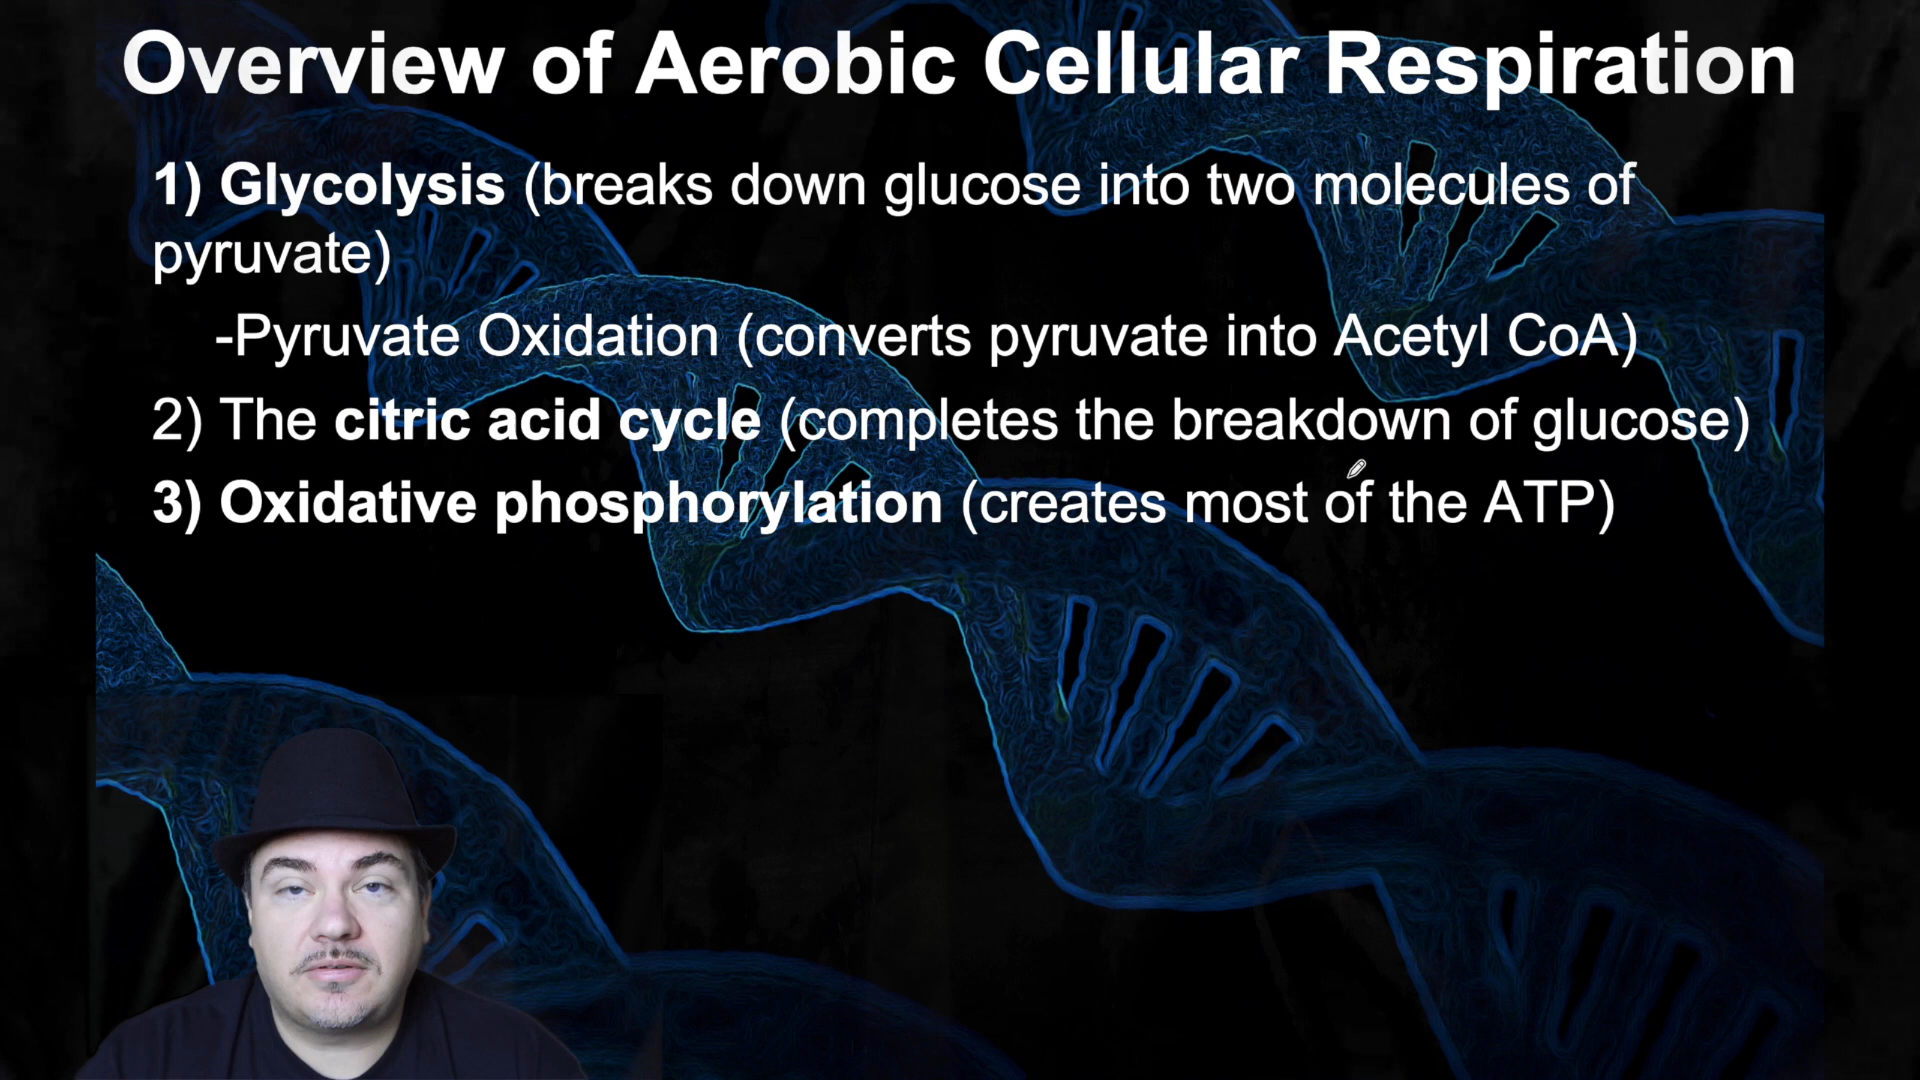 Overview of Aerobic Cellular Respiration
1) Glycolysis (breaks down glucose into two molecules of
pyruvate)
-Pyruvate Oxidation (converts pyruvate into Acetyl CoA)
2) The citric acid cycle (completes the breakdown of glucose)
3) Oxidative phosphorylation (creates most of the ATP)